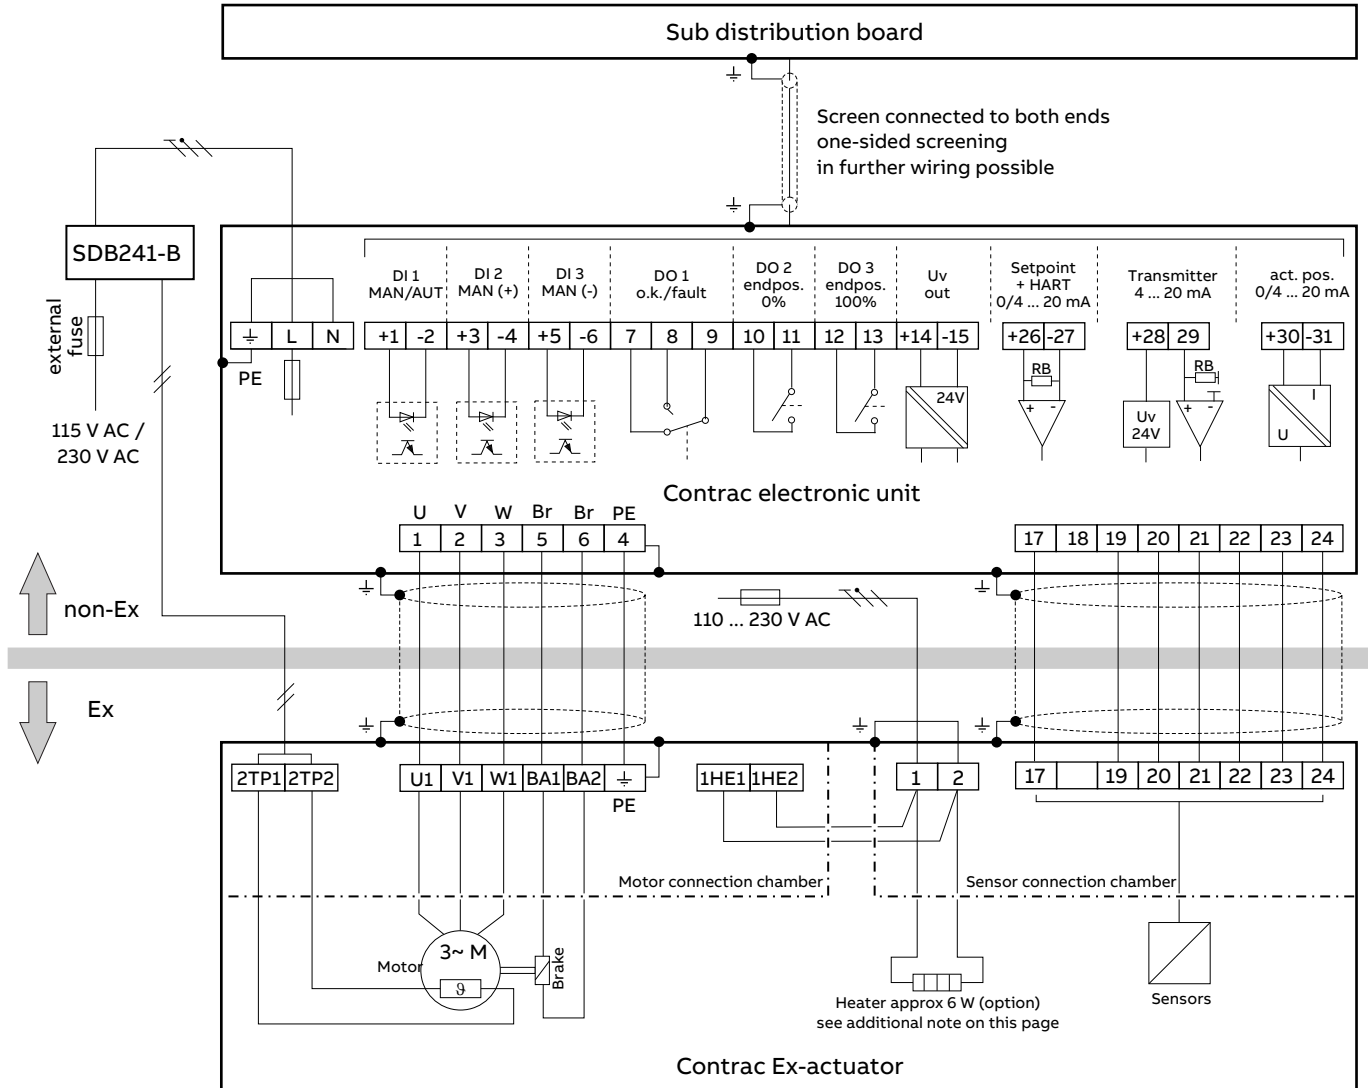 Sub distribution board
Screen connected to both ends
one-sided screening
in further wiring possible
SDB241-B
external
fuse
115 V AC /
230 V AC
DI 1
MAN/AUT
DI 2
MAN (+)
DI 3
MAN (-)
DO 1
o.k./fault
DO 2
endpos.
0%
DO 3
endpos.
100%
Uv
out
Setpoint
+ HART
0/4 ... 20 mA
Transmitter
4 ... 20 mA
act. pos.
0/4 ... 20 mA
L N
+1 -2 +3 -4 +5 -6 7 8 9 10 11 12 13 +14 -15 +26 -27 +28 29 +30 -31
PE
24V
RB
+ -
Uv
24V
RB
+ -
I
U
Contrac electronic unit
U V W Br Br PE
1 2 3 5 6 4
17 18 19 20 21 22 23 24
non-Ex
110 ... 230 V AC
Ex
2TP1 2TP2
U1 V1 W1 BA1 BA2
PE
1HE1 1HE2
1 2
17 19 20 21 22 23 24
Motor connection chamber
Sensor connection chamber
3~ M
Motor
ϑ
Brake
Heater approx 6 W (option)
see additional note on this page
Sensors
Contrac Ex-actuator